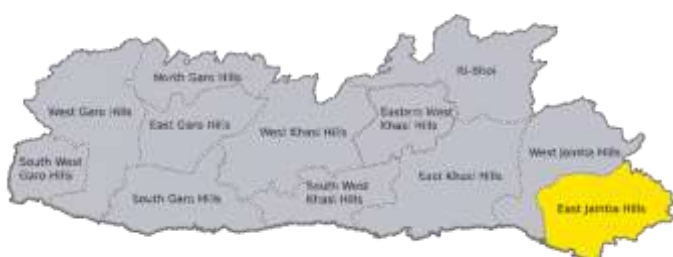 North Garo Hills
Ri-Bhoi
West Garo Hills
East Garo Hills
West Khasi Hills
Eastern West
Khasi Hills
South West
Garo Hills
West Jaintia Hills
East Khasi Hills
South Garo Hills
South West
Khasi Hills
East Jaintia Hills